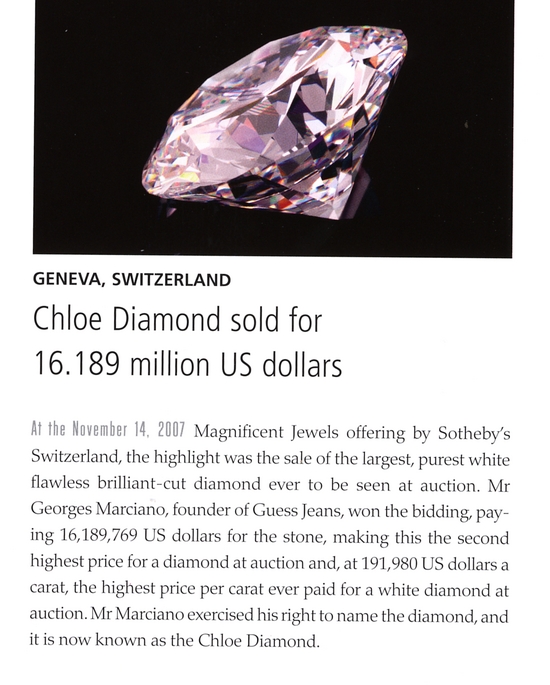 GENEVA, SWITZERLAND
Chloe Diamond sold for
16.189 million US dollars
At the November 14, 2007 Magnificent Jewels offering by Sotheby's
Switzerland, the highlight was the sale of the largest, purest white
flawless brilliant-cut diamond ever to be seen at auction. Mr
Georges Marciano, founder of Guess Jeans, won the bidding, pay-
ing 16,189,769 US dollars for the stone, making this the second
highest price for a diamond at auction and, at 191,980 US dollars a
carat, the highest price per carat ever paid for a white diamond at
auction. Mr Marciano exercised his right to name the diamond, and
it is now known as the Chloe Diamond.